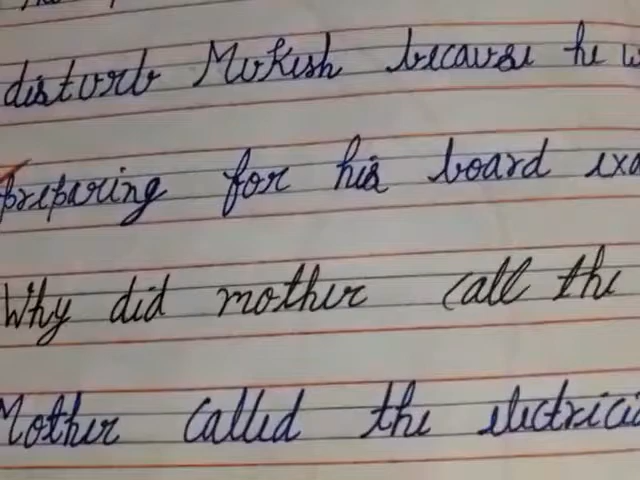 disturb Mukesh because he
preparing for his board
Why did mother call the
Mother called the